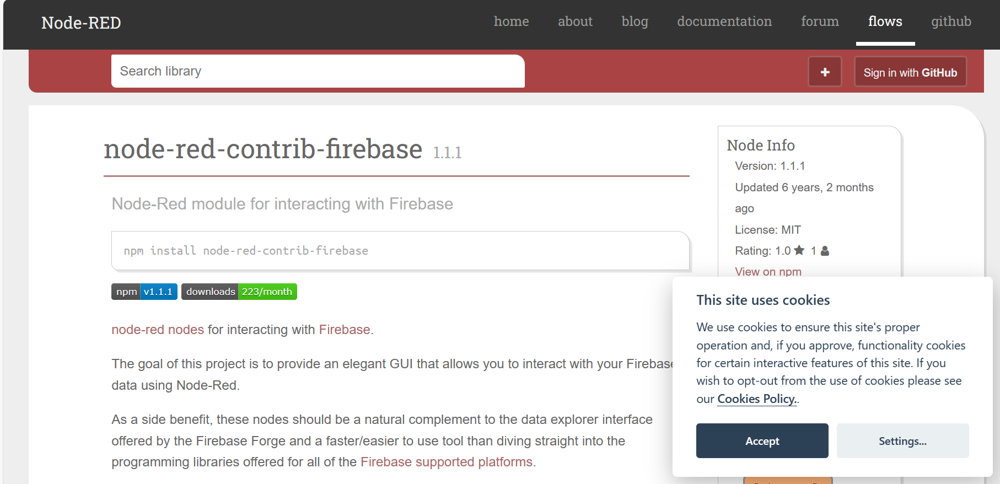 Node-RED
home about blog documentation forum flows github
Search library
+ Sign in with GitHub
node-red-contrib-firebase 1.1.1
Node-Red module for interacting with Firebase
npm install node-red-contrib-firebase
npm v1.1.1 downloads 223/month
node-red nodes for interacting with Firebase.
The goal of this project is to provide an elegant GUI that allows you to interact with your Firebase
data using Node-Red.
As a side benefit, these nodes should be a natural complement to the data explorer interface
offered by the Firebase Forge and a faster/easier to use tool than diving straight into the
programming libraries offered for all of the Firebase supported platforms.
Node Info
Version: 1.1.1
Updated 6 years, 2 months
ago
License: MIT
Rating: 1.0 ★ 1
View on npm
This site uses cookies
We use cookies to ensure this site's proper
operation and, if you approve, functionality cookies
for certain interactive features of this site. If you
wish to opt-out from the use of cookies please see
our Cookies Policy..
Accept
Settings...